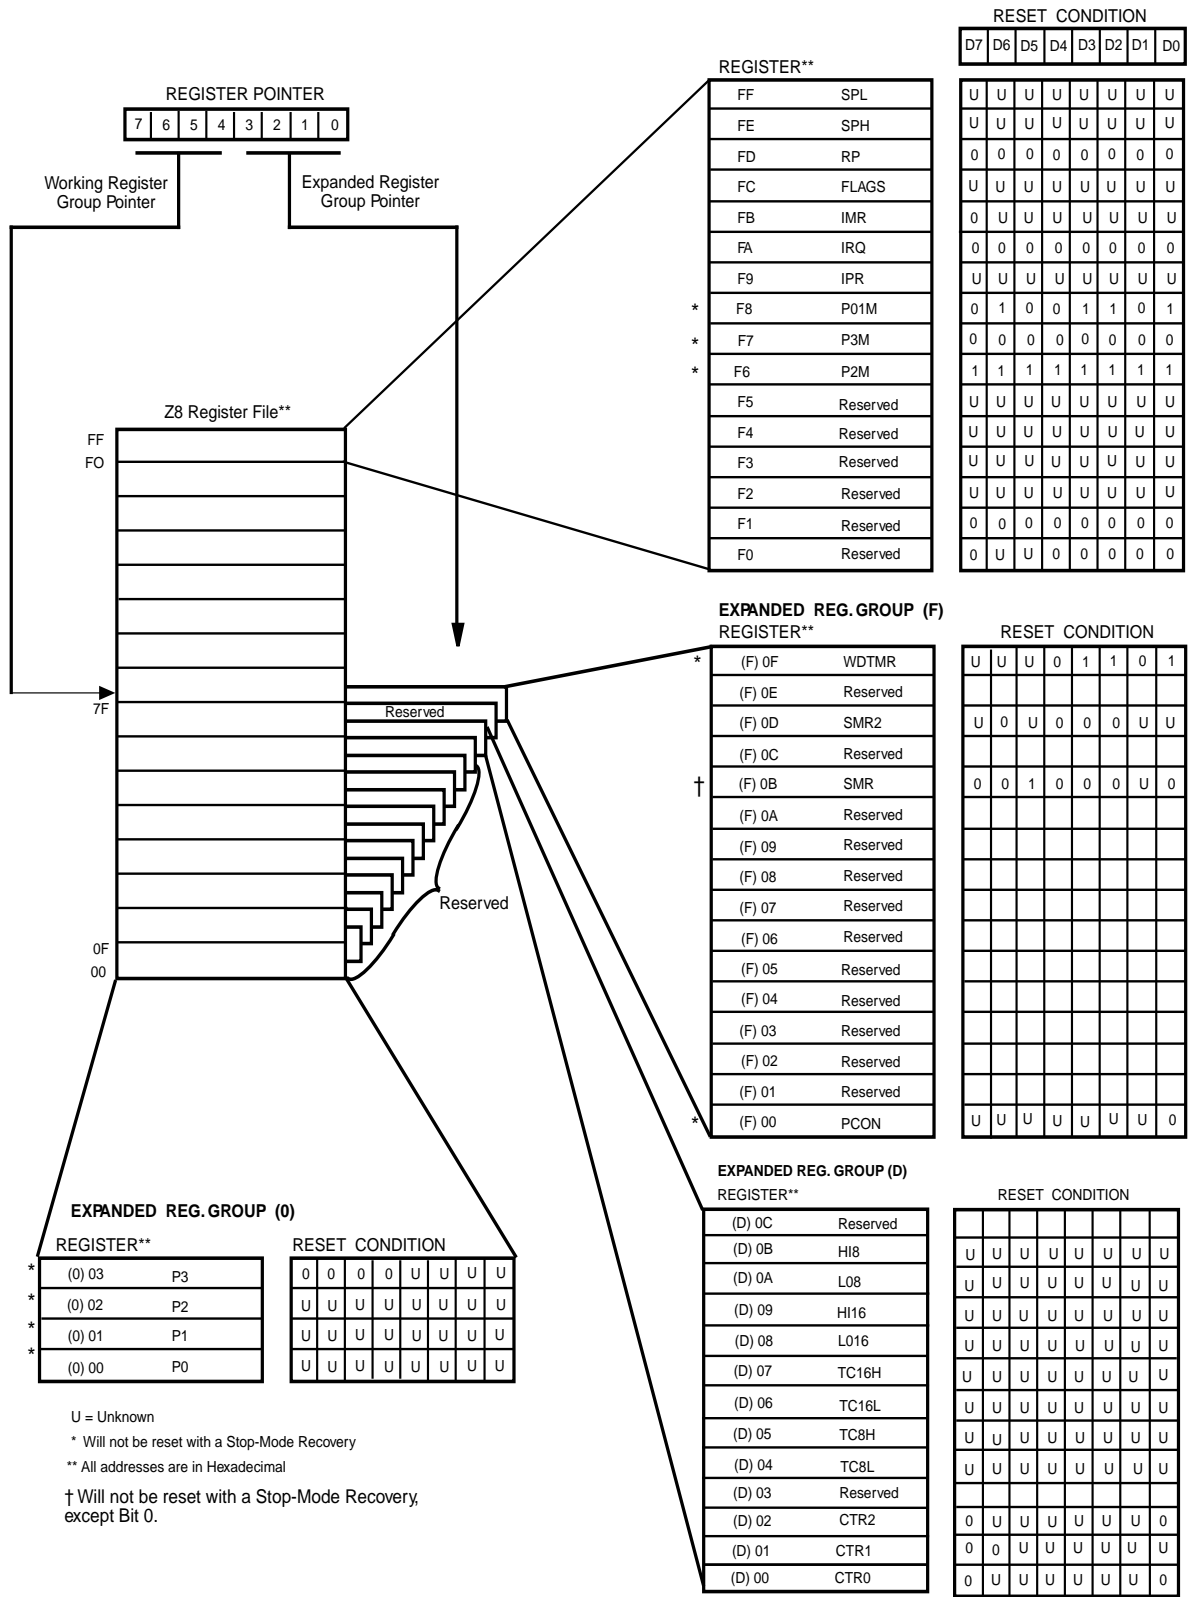 RESET CONDITION
D7 D6 D5 D4 D3 D2 D1 D0
REGISTER**
FF SPL U U U U U U U U
FE SPH U U U U U U U U
FD RP 0 0 0 0 0 0 0 0
FC FLAGS U U U U U U U U
FB IMR 0 U U U U U U U
FA IRQ 0 0 0 0 0 0 0 0
F9 IPR U U U U U U U U
* F8 P01M 0 1 0 0 1 1 0 1
* F7 P3M 0 0 0 0 0 0 0 0
* F6 P2M 1 1 1 1 1 1 1 1
F5 Reserved U U U U U U U U
F4 Reserved U U U U U U U U
F3 Reserved U U U U U U U U
F2 Reserved U U U U U U U U
F1 Reserved 0 0 0 0 0 0 0 0
F0 Reserved 0 U U 0 0 0 0 0
REGISTER POINTER
7 6 5 4 3 2 1 0
Working Register
Group Pointer
Expanded Register
Group Pointer
Z8 Register File**
FF
FO
7F
Reserved
Reserved
0F
00
EXPANDED REG. GROUP (F)
REGISTER** RESET CONDITION
* (F) 0F WDTMR U U U 0 1 1 0 1
(F) 0E Reserved
(F) 0D SMR2 U 0 U 0 0 0 U U
(F) 0C Reserved
† (F) 0B SMR 0 0 1 0 0 0 U 0
(F) 0A Reserved
(F) 09 Reserved
(F) 08 Reserved
(F) 07 Reserved
(F) 06 Reserved
(F) 05 Reserved
(F) 04 Reserved
(F) 03 Reserved
(F) 02 Reserved
(F) 01 Reserved
* (F) 00 PCON U U U U U U U 0
EXPANDED REG. GROUP (D)
REGISTER** RESET CONDITION
(D) 0C Reserved
(D) 0B HI8 U U U U U U U U
(D) 0A L08 U U U U U U U U
(D) 09 HI16 U U U U U U U U
(D) 08 L016 U U U U U U U U
(D) 07 TC16H U U U U U U U U
(D) 06 TC16L U U U U U U U U
(D) 05 TC8H U U U U U U U U
(D) 04 TC8L U U U U U U U U
(D) 03 Reserved
(D) 02 CTR2 0 U U U U U U 0
(D) 01 CTR1 0 0 U U U U U U
(D) 00 CTR0 0 U U U U U U 0
EXPANDED REG. GROUP (0)
REGISTER** RESET CONDITION
* (0) 03 P3 0 0 0 0 U U U U
* (0) 02 P2 U U U U U U U U
* (0) 01 P1 U U U U U U U U
* (0) 00 P0 U U U U U U U U
U = Unknown
* Will not be reset with a Stop-Mode Recovery
** All addresses are in Hexadecimal
† Will not be reset with a Stop-Mode Recovery,
except Bit 0.